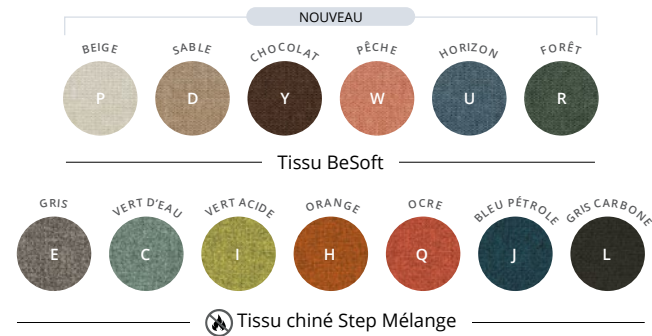 NOUVEAU
BEIGE SABLE CHOCOLAT PÊCHE HORIZON FORÊT
P D Y W U R
Tissu BeSoft
GRIS VERT D'EAU VERT ACIDE ORANGE OCRE BLEU PÉTROLE GRIS CARBONE
E C I H Q J L
Tissu chiné Step Mélange